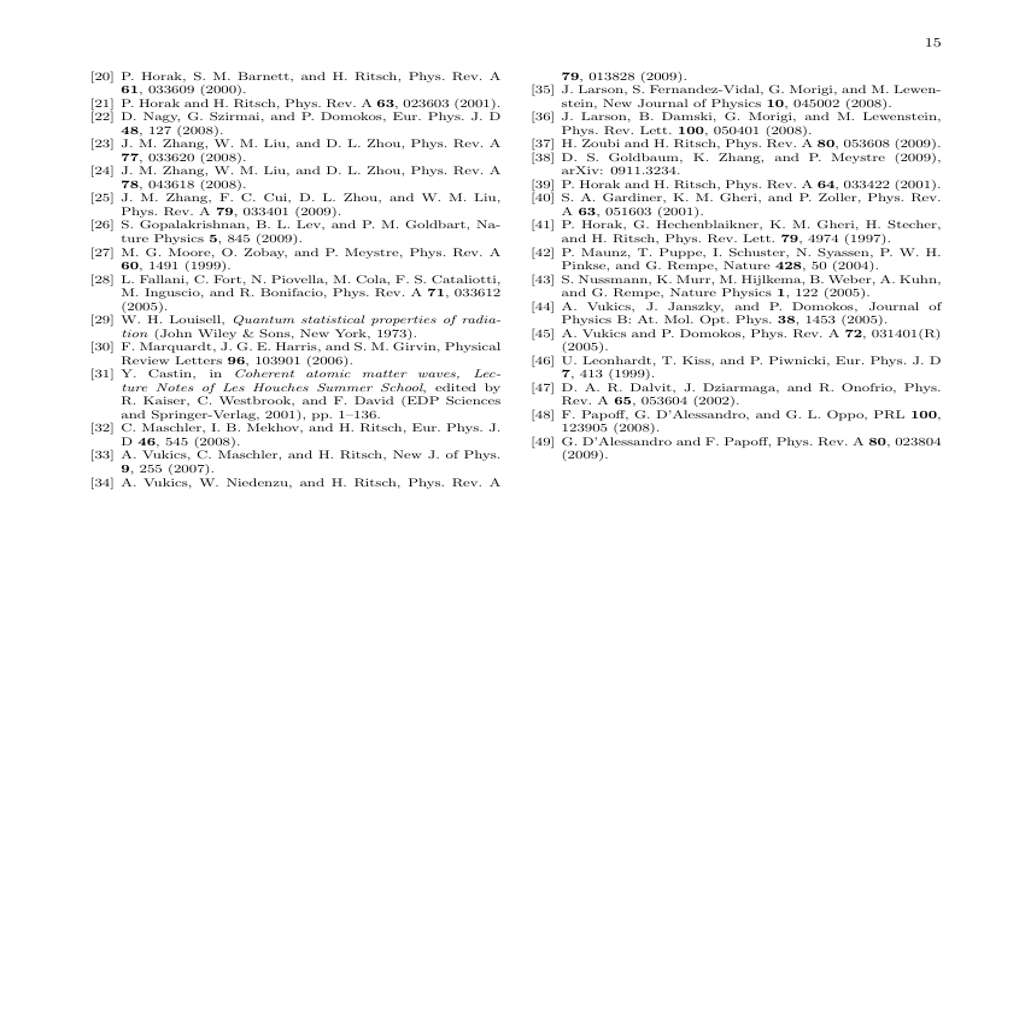 15
[20] P. Horak, S. M. Barnett, and H. Ritsch, Phys. Rev. A
61, 033609 (2000).
[21] P. Horak and H. Ritsch, Phys. Rev. A 63, 023603 (2001).
[22] D. Nagy, G. Szirmai, and P. Domokos, Eur. Phys. J. D
48, 127 (2008).
[23] J. M. Zhang, W. M. Liu, and D. L. Zhou, Phys. Rev. A
77, 033620 (2008).
[24] J. M. Zhang, W. M. Liu, and D. L. Zhou, Phys. Rev. A
78, 043618 (2008).
[25] J. M. Zhang, F. C. Cui, D. L. Zhou, and W. M. Liu,
Phys. Rev. A 79, 033401 (2009).
[26] S. Gopalakrishnan, B. L. Lev, and P. M. Goldbart, Na-
ture Physics 5, 845 (2009).
[27] M. G. Moore, O. Zobay, and P. Meystre, Phys. Rev. A
60, 1491 (1999).
[28] L. Fallani, C. Fort, N. Piovella, M. Cola, F. S. Cataliotti,
M. Inguscio, and R. Bonifacio, Phys. Rev. A 71, 033612
(2005).
[29] W. H. Louisell, Quantum statistical properties of radia-
tion (John Wiley & Sons, New York, 1973).
[30] F. Marquardt, J. G. E. Harris, and S. M. Girvin, Physical
Review Letters 96, 103901 (2006).
[31] Y. Castin, in Coherent atomic matter waves, Lec-
ture Notes of Les Houches Summer School, edited by
R. Kaiser, C. Westbrook, and F. David (EDP Sciences
and Springer-Verlag, 2001), pp. 1–136.
[32] C. Maschler, I. B. Mekhov, and H. Ritsch, Eur. Phys. J.
D 46, 545 (2008).
[33] A. Vukics, C. Maschler, and H. Ritsch, New J. of Phys.
9, 255 (2007).
[34] A. Vukics, W. Niedenzu, and H. Ritsch, Phys. Rev. A
79, 013828 (2009).
[35] J. Larson, S. Fernandez-Vidal, G. Morigi, and M. Lewen-
stein, New Journal of Physics 10, 045002 (2008).
[36] J. Larson, B. Damski, G. Morigi, and M. Lewenstein,
Phys. Rev. Lett. 100, 050401 (2008).
[37] H. Zoubi and H. Ritsch, Phys. Rev. A 80, 053608 (2009).
[38] D. S. Goldbaum, K. Zhang, and P. Meystre (2009),
arXiv: 0911.3234.
[39] P. Horak and H. Ritsch, Phys. Rev. A 64, 033422 (2001).
[40] S. A. Gardiner, K. M. Gheri, and P. Zoller, Phys. Rev.
A 63, 051603 (2001).
[41] P. Horak, G. Hechenblaikner, K. M. Gheri, H. Stecher,
and H. Ritsch, Phys. Rev. Lett. 79, 4974 (1997).
[42] P. Maunz, T. Puppe, I. Schuster, N. Syassen, P. W. H.
Pinkse, and G. Rempe, Nature 428, 50 (2004).
[43] S. Nussmann, K. Murr, M. Hijlkema, B. Weber, A. Kuhn,
and G. Rempe, Nature Physics 1, 122 (2005).
[44] A. Vukics, J. Janszky, and P. Domokos, Journal of
Physics B: At. Mol. Opt. Phys. 38, 1453 (2005).
[45] A. Vukics and P. Domokos, Phys. Rev. A 72, 031401(R)
(2005).
[46] U. Leonhardt, T. Kiss, and P. Piwnicki, Eur. Phys. J. D
7, 413 (1999).
[47] D. A. R. Dalvit, J. Dziarmaga, and R. Onofrio, Phys.
Rev. A 65, 053604 (2002).
[48] F. Papoff, G. D'Alessandro, and G. L. Oppo, PRL 100,
123905 (2008).
[49] G. D'Alessandro and F. Papoff, Phys. Rev. A 80, 023804
(2009).